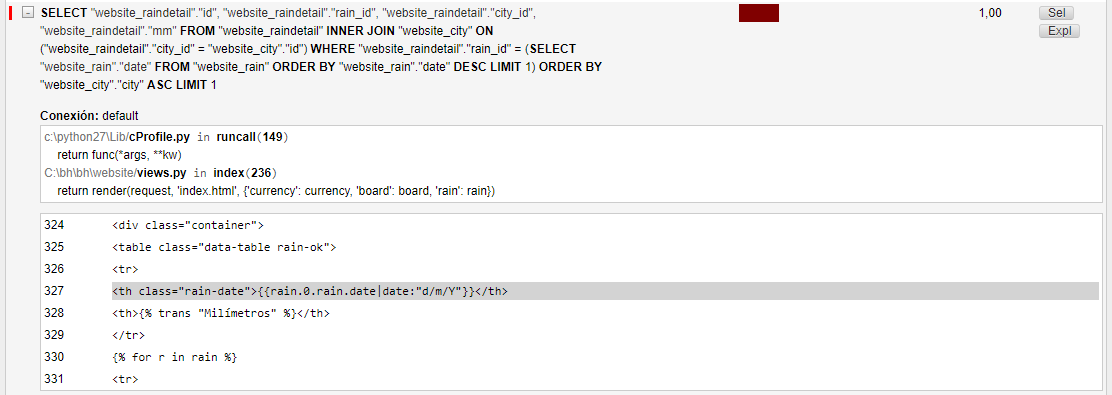 - SELECT "website_raindetail"."id", "website_raindetail"."rain_id", "website_raindetail"."city_id", 1,00 Sel
"website_raindetail"."mm" FROM "website_raindetail" INNER JOIN "website_city" ON Expl
("website_raindetail"."city_id" = "website_city"."id") WHERE "website_raindetail"."rain_id" = (SELECT
"website_rain"."date" FROM "website_rain" ORDER BY "website_rain"."date" DESC LIMIT 1) ORDER BY
"website_city"."city" ASC LIMIT 1
Conexión: default
c:\python27\Lib/cProfile.py in runcall(149)
return func(*args, **kw)
C:\bh\bh\website/views.py in index(236)
return render(request, 'index.html', {'currency': currency, 'board': board, 'rain': rain})
324 <div class="container">
325 <table class="data-table rain-ok">
326 <tr>
327 <th class="rain-date">{{rain.0.rain.date|date:"d/m/Y"}}</th>
328 <th>{% trans "Milímetros" %}</th>
329 </tr>
330 {% for r in rain %}
331 <tr>